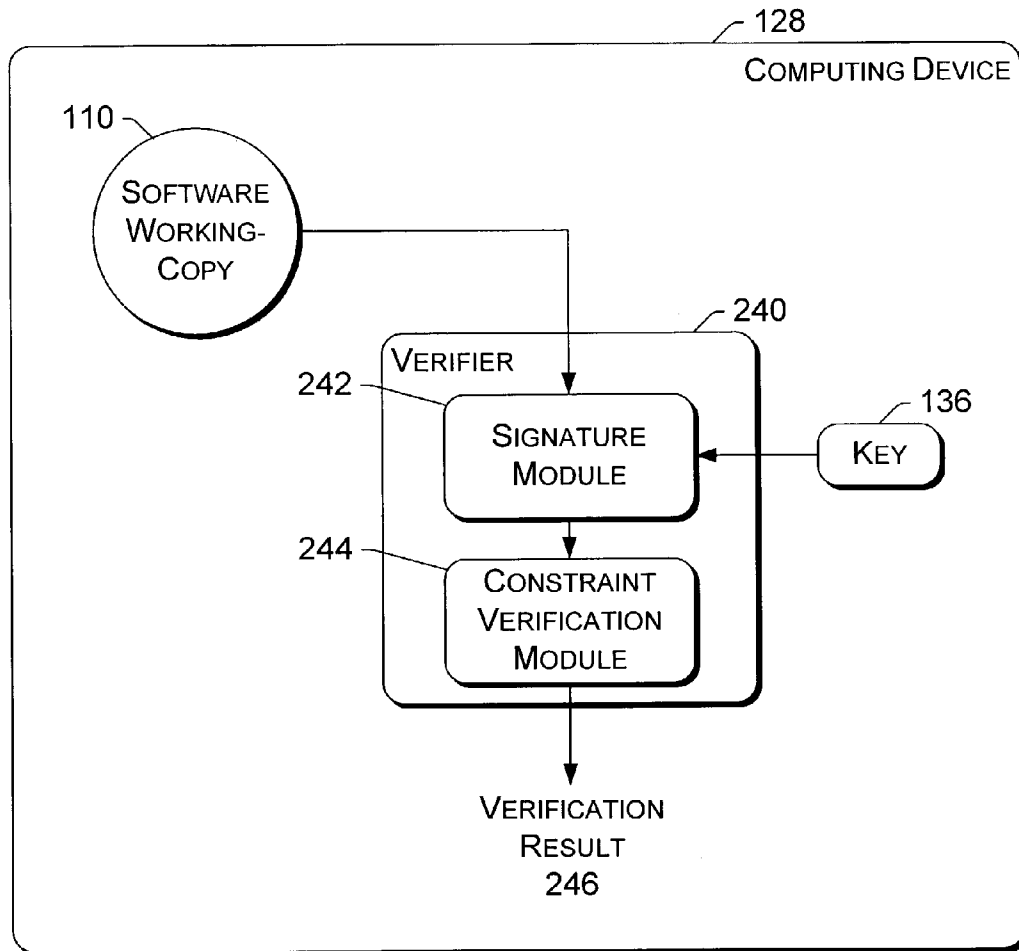 128
COMPUTING DEVICE
110
SOFTWARE
WORKING-
COPY
240
VERIFIER
242
SIGNATURE
MODULE
136
KEY
244
CONSTRAINT
VERIFICATION
MODULE
VERIFICATION
RESULT
246